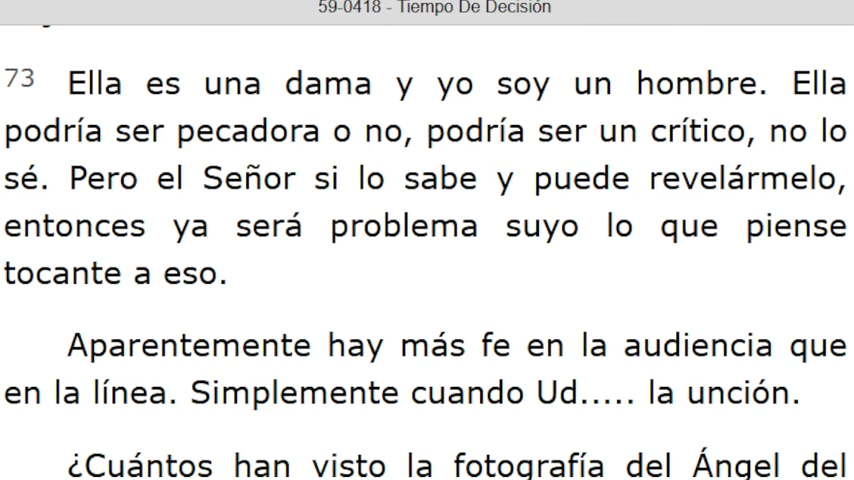 59-0418 - Tiempo De Decisión
73 Ella es una dama y yo soy un hombre. Ella
podría ser pecadora o no, podría ser un crítico, no lo
sé. Pero el Señor si lo sabe y puede revelármelo,
entonces ya será problema suyo lo que piense
tocante a eso.
Aparentemente hay más fe en la audiencia que
en la línea. Simplemente cuando Ud..... la unción.
¿Cuántos han visto la fotografía del Ángel del